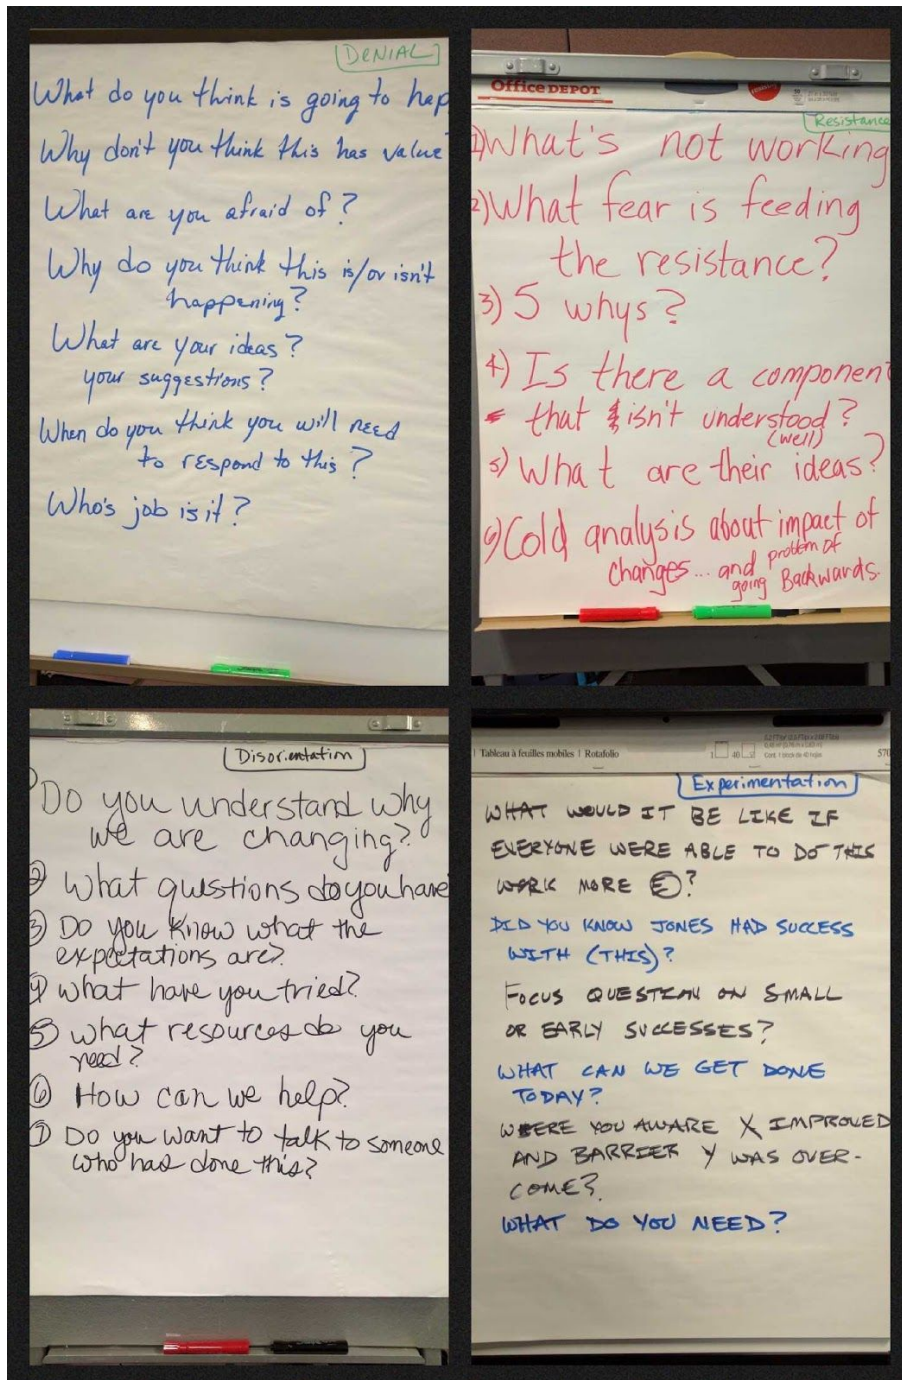 DENIAL
What do you think is going to hap
Why don't you think this has value
What are you afraid of?
Why do you think this is/or isn't
happening?
What are your ideas?
your suggestions?
When do you think you will need
to respond to this?
Who's job is it?
Office DEPOT
Resistance
1) What's not working
2) What fear is feeding
the resistance?
3) 5 whys?
4) Is there a component
that isn't understood?
(well)
5) What are their ideas?
6) Cold analysis about impact of
changes... and problem of
going Backwards.
Disorientation
Do you understand why
we are changing?
2 What questions do you have
3 Do you know what the
expectations are?
4 What have you tried?
5 What resources do you
need?
6 How can we help?
7 Do you want to talk to someone
who has done this?
Tableau à feuilles mobiles | Rotafolio
Experimentation
WHAT WOULD IT BE LIKE IF
EVERYONE WERE ABLE TO DO THIS
WORK MORE E?
DID YOU KNOW JONES HAD SUCCESS
WITH (THIS)?
FOCUS QUESTION ON SMALL
OR EARLY SUCCESSES?
WHAT CAN WE GET DONE
TODAY?
WHERE YOU AWARE X IMPROVED
AND BARRIER Y WAS OVER-
COME?
WHAT DO YOU NEED?